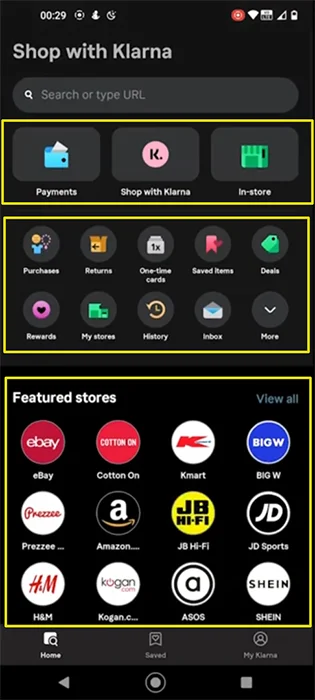 00:29
Shop with Klarna
Search or type URL
K.
Payments
Shop with Klarna
In-store
1x
Purchases
Returns
One-time
cards
Saved items
Deals
Rewards
My stores
History
Inbox
More
Featured stores
View all
ebay
COTTON ON
K
BIG W
eBay
Cotton On
Kmart
BIG W
Prezzee
a
JB
HI-FI
JD
Prezzee ...
Amazon....
JB Hi-Fi
JD Sports
H&M
kogan
.com
a
SHEIN
H&M
Kogan.c...
ASOS
SHEIN
Home
Saved
My Klarna